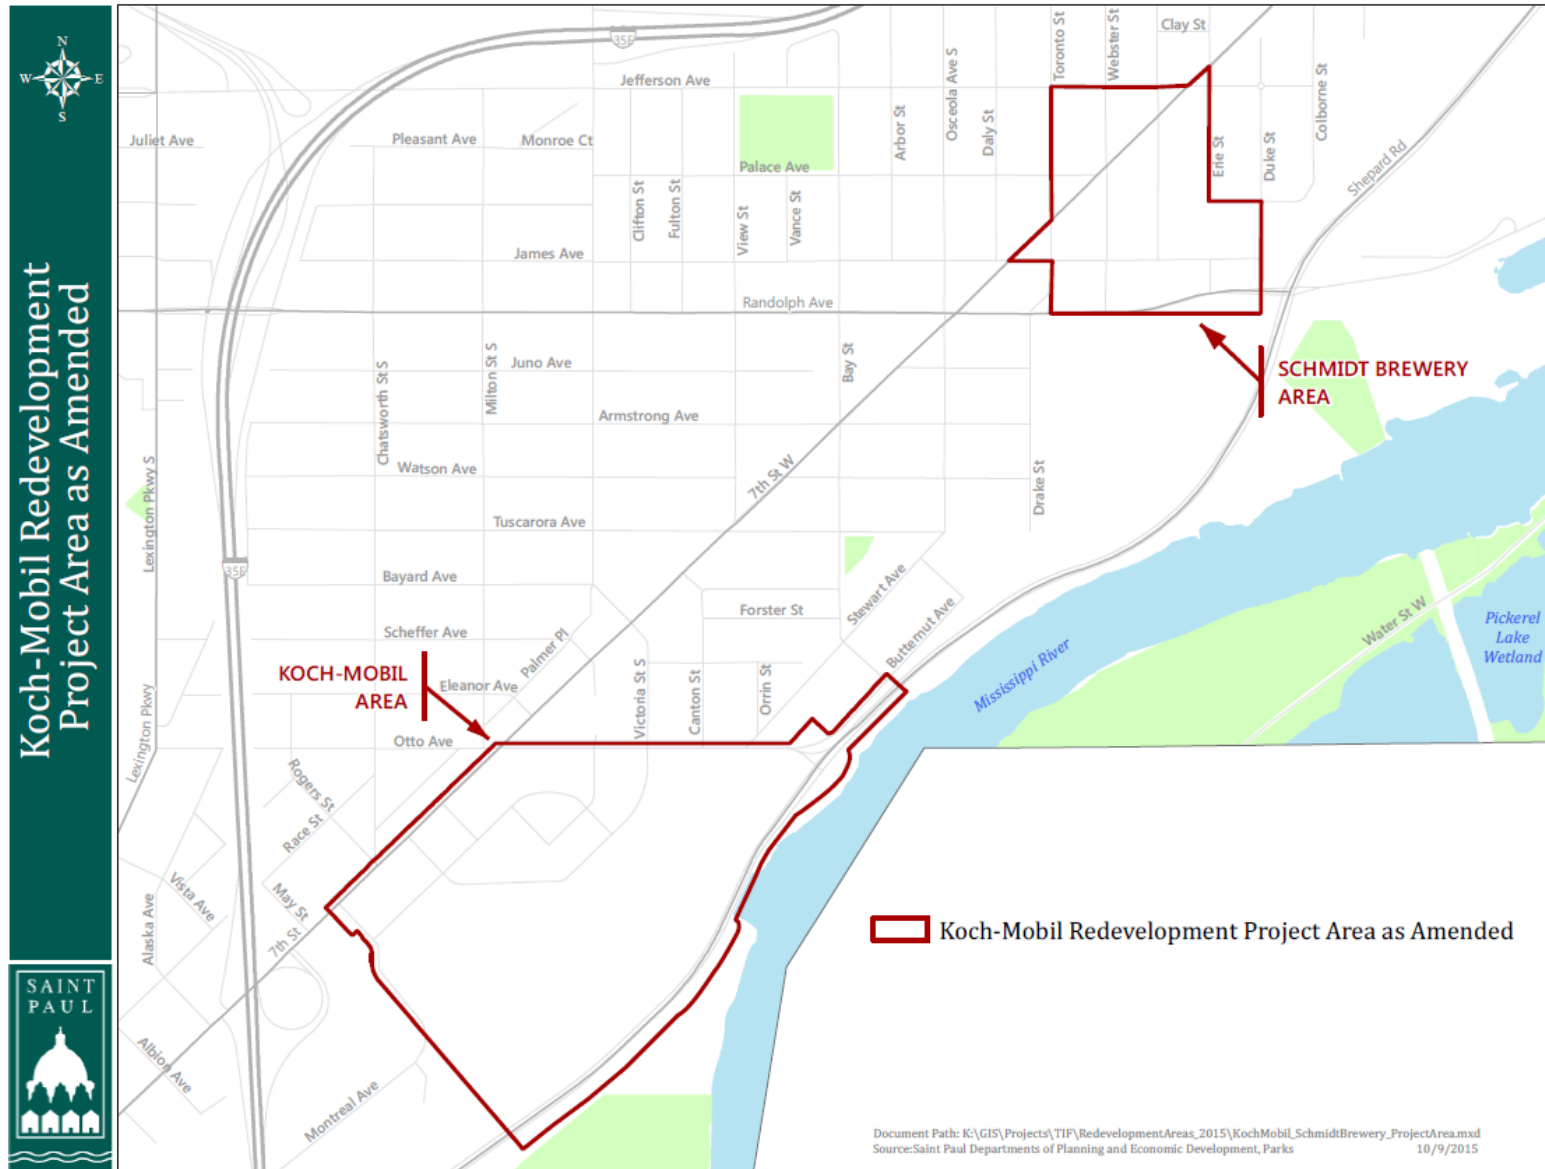 Koch-Mobil Redevelopment
Project Area as Amended
N
W
E
S
SAINT
PAUL
35E
Clay St
Toronto St
Webster St
Jefferson Ave
Osceola Ave S
Arbor St
Daly St
Colborne St
Erie St
Duke St
Juliet Ave
Pleasant Ave
Monroe Ct
Palace Ave
Shepard Rd
Clifton St
Fulton St
View St
Vance St
James Ave
Randolph Ave
Juno Ave
Milton St S
Chatsworth St S
Bay St
SCHMIDT BREWERY
AREA
Armstrong Ave
Watson Ave
7th St W
Drake St
Lexington Pkwy S
Tuscarora Ave
35E
Bayard Ave
Stewart Ave
Forster St
Butternut Ave
Water St W
Pickerel
Lake
Wetland
Scheffer Ave
Palmer Pl
Mississippi River
KOCH-MOBIL
AREA
Eleanor Ave
Victoria St S
Canton St
Orrin St
Lexington Pkwy
Otto Ave
Rogers St
Race St
Vista Ave
May St
Alaska Ave
7th St
Koch-Mobil Redevelopment Project Area as Amended
Albion Ave
Montreal Ave
Document Path: K:\GIS\Projects\TIF\RedevelopmentAreas_2015\KochMobil_SchmidtBrewery_ProjectArea.mxd
Source:Saint Paul Departments of Planning and Economic Development, Parks 10/9/2015